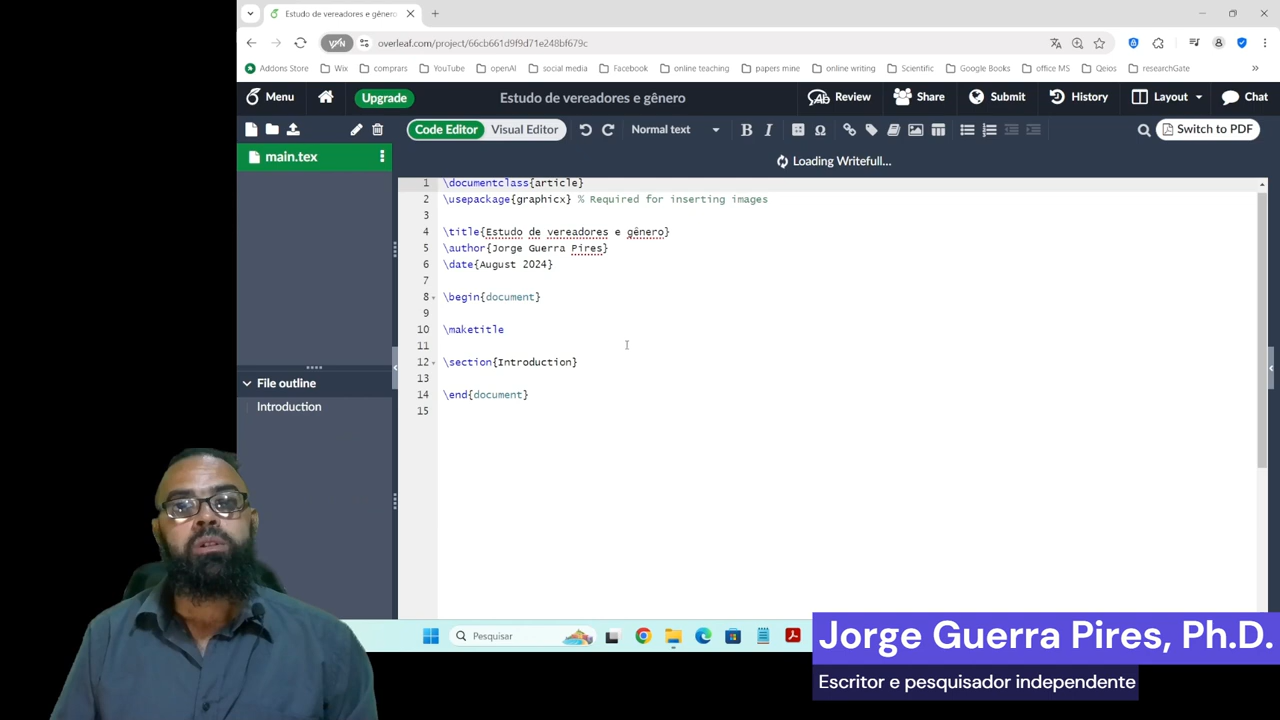 Estudo de vereadores e gênero
overleaf.com/project/66cb661d9f9d71e248bf679c
Addons Store Wix comprars YouTube openAI social media Facebook online teaching papers mine online writing Scientific Google Books office MS Qeios researchGate »
Menu Upgrade Estudo de vereadores e gênero Review Share Submit History Layout Chat
Code Editor Visual Editor Normal text B I Ω Switch to PDF
main.tex
Loading Writefull...
1 \documentclass{article}
2 \usepackage{graphicx} % Required for inserting images
3
4 \title{Estudo de vereadores e gênero}
5 \author{Jorge Guerra Pires}
6 \date{August 2024}
7
8 \begin{document}
9
10 \maketitle
11
12 \section{Introduction}
13
14 \end{document}
15
File outline
Introduction
Pesquisar
Jorge Guerra Pires, Ph.D.
Escritor e pesquisador independente